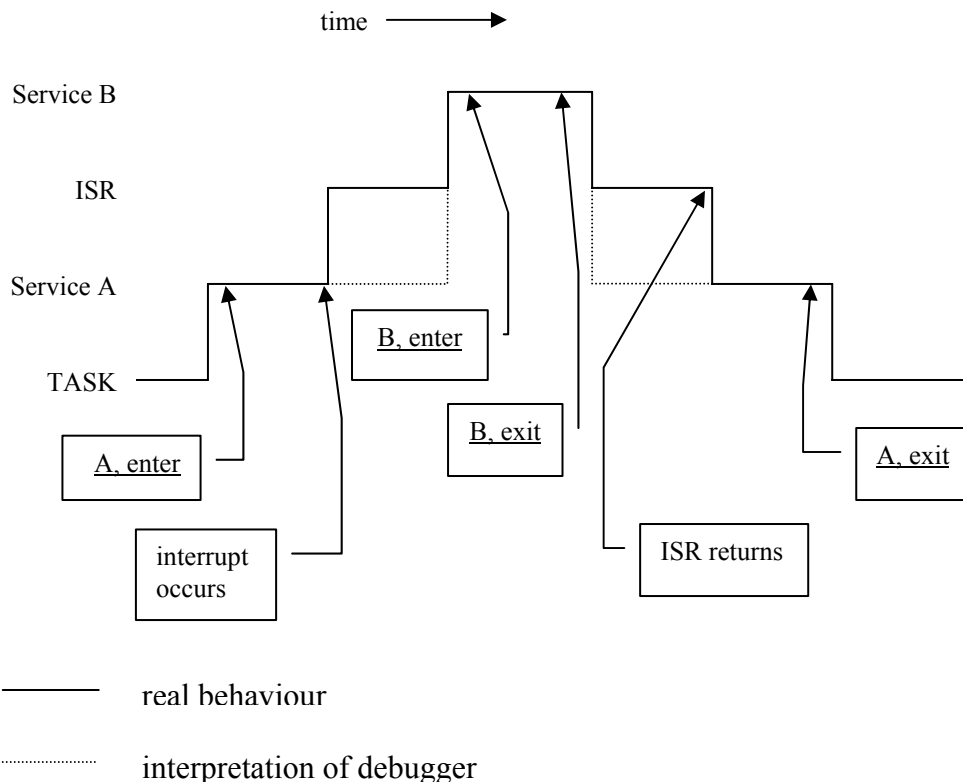 time
Service B
ISR
Service A
B, enter
TASK
B, exit
A, enter
A, exit
interrupt
occurs
ISR returns
real behaviour
interpretation of debugger